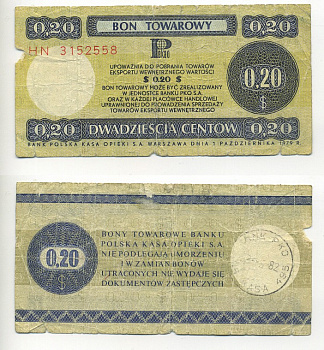 0,20 BON TOWAROWY 0,20
HN 3152558
UPOWAŻNIA DO POBRANIA TOWARÓW
EKSPORTU WEWNĘTRZNEGO WARTOŚCI
$ 0.20 $
BON TOWAROWY MOŻE BYĆ ZREALIZOWANY
W JEDNOSTCE BANKU PKO S.A.
ORAZ W KAŻDEJ PLACÓWCE HANDLOWEJ
UPRAWNIONEJ DO PROWADZENIA SPRZEDAŻY
TOWARÓW EKSPORTU WEWNĘTRZNEGO
0,20
$
0,20 DWADZIEŚCIA CENTÓW 0,20
BANK POLSKA KASA OPIEKI S.A. WARSZAWA DNIA 1 PAŹDZIERNIKA 1979 R.
0,20
$
BONY TOWAROWE BANKU
POLSKA KASA OPIEKI S.A.
NIE PODLEGAJĄ UMORZENIU
I W ZAMIAN BONÓW
UTRACONYCH NIE WYDAJE SIĘ
DOKUMENTÓW ZASTĘPCZYCH
PKO
82